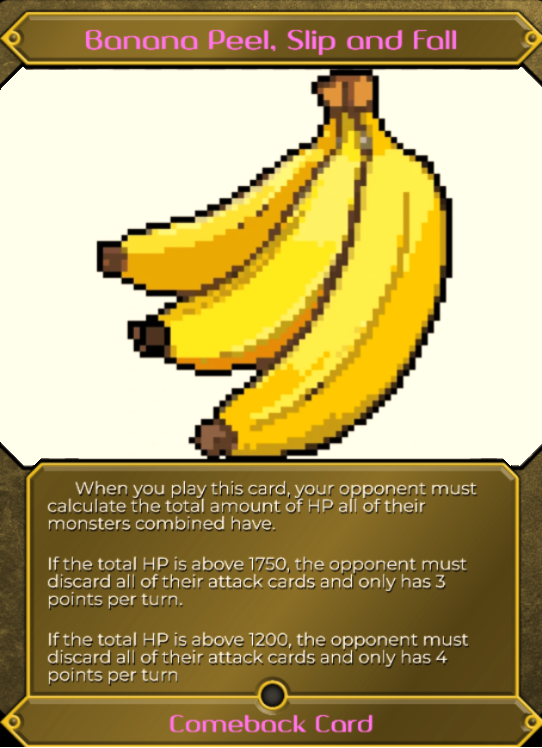 Banana Peel, Slip and Fall
When you play this card, your opponent must
calculate the total amount of HP all of their
monsters combined have.
If the total HP is above 1750, the opponent must
discard all of their attack cards and only has 3
points per turn.
If the total HP is above 1200, the opponent must
discard all of their attack cards and only has 4
points per turn
Comeback Card